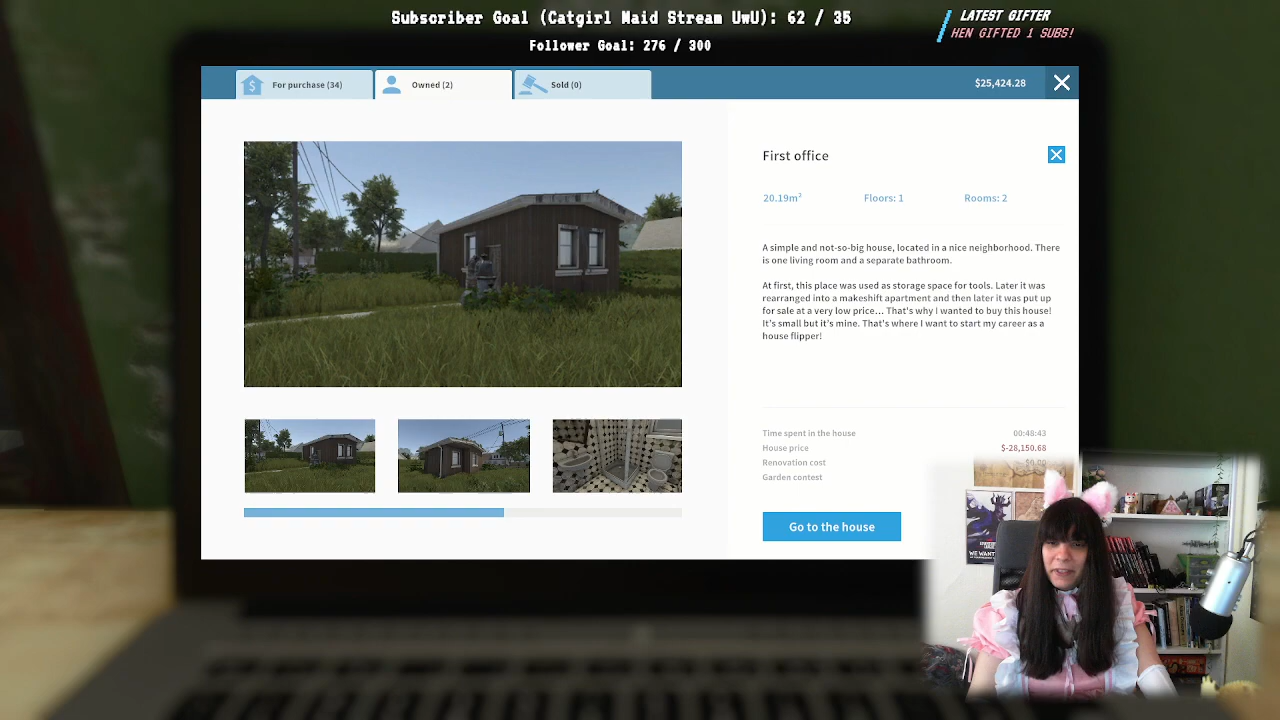 Subscriber Goal (Catgirl Maid Stream UwU): 62 / 35
Follower Goal: 276 / 300
LATEST GIFTER
HEN GIFTED 1 SUBS!
For purchase (34)
Owned (2)
Sold (0)
$25,424.28
First office
20.19m²
Floors: 1
Rooms: 2
A simple and not-so-big house, located in a nice neighborhood. There
is one living room and a separate bathroom.
At first, this place was used as storage space for tools. Later it was
rearranged into a makeshift apartment and then later it was put up
for sale at a very low price... That's why I wanted to buy this house!
It's small but it's mine. That's where I want to start my career as a
house flipper!
Time spent in the house 00:48:43
House price $-28,150.68
Renovation cost $0.00
Garden contest
Go to the house
WE WANT